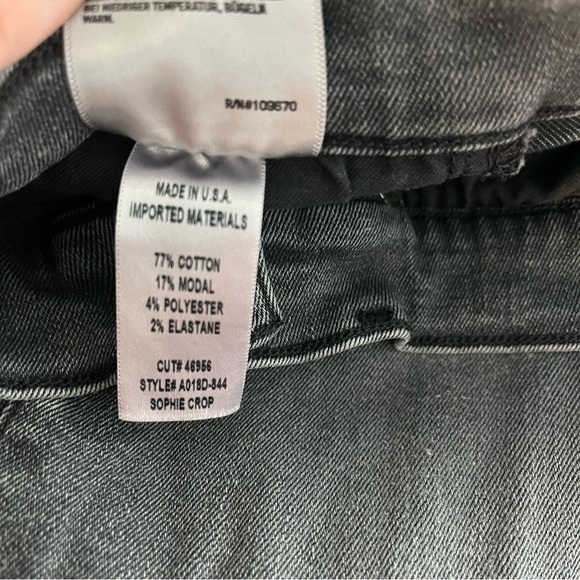 BEI NIEDRIGER TEMPERATUR, BÜGELN
WARM.
R/N#109670
MADE IN U.S.A.
IMPORTED MATERIALS
77% COTTON
17% MODAL
4% POLYESTER
2% ELASTANE
CUT# 46956
STYLE# A018D-844
SOPHIE CROP